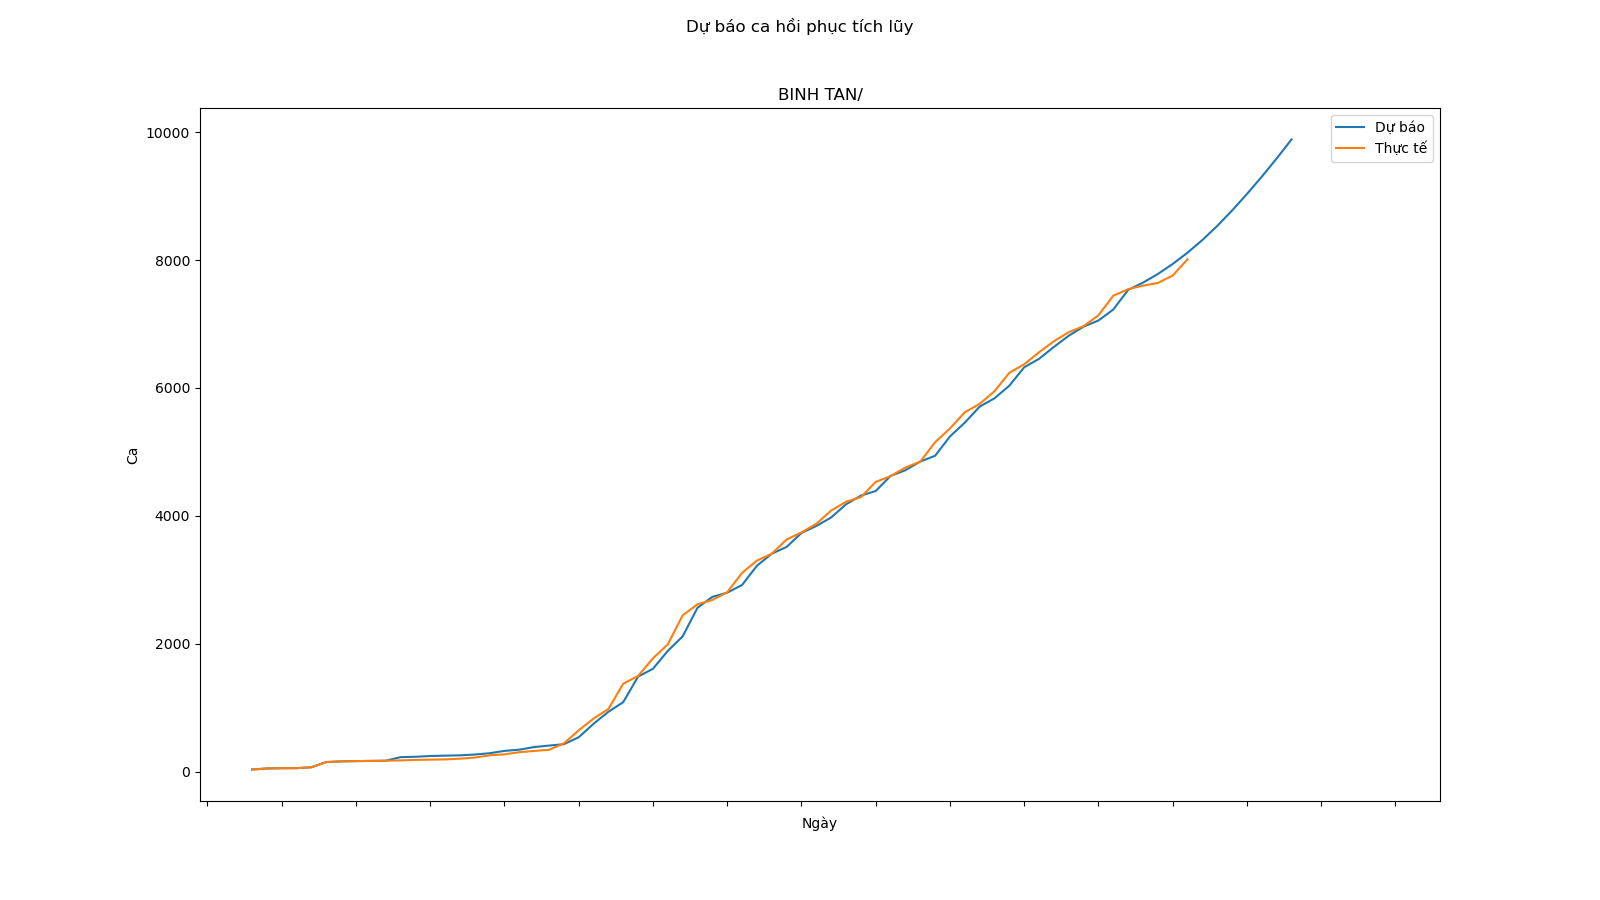 Dự báo ca hồi phục tích lũy
BINH TAN/
Dự báo
Thực tế
10000
8000
6000
4000
2000
0
Ca
Ngày